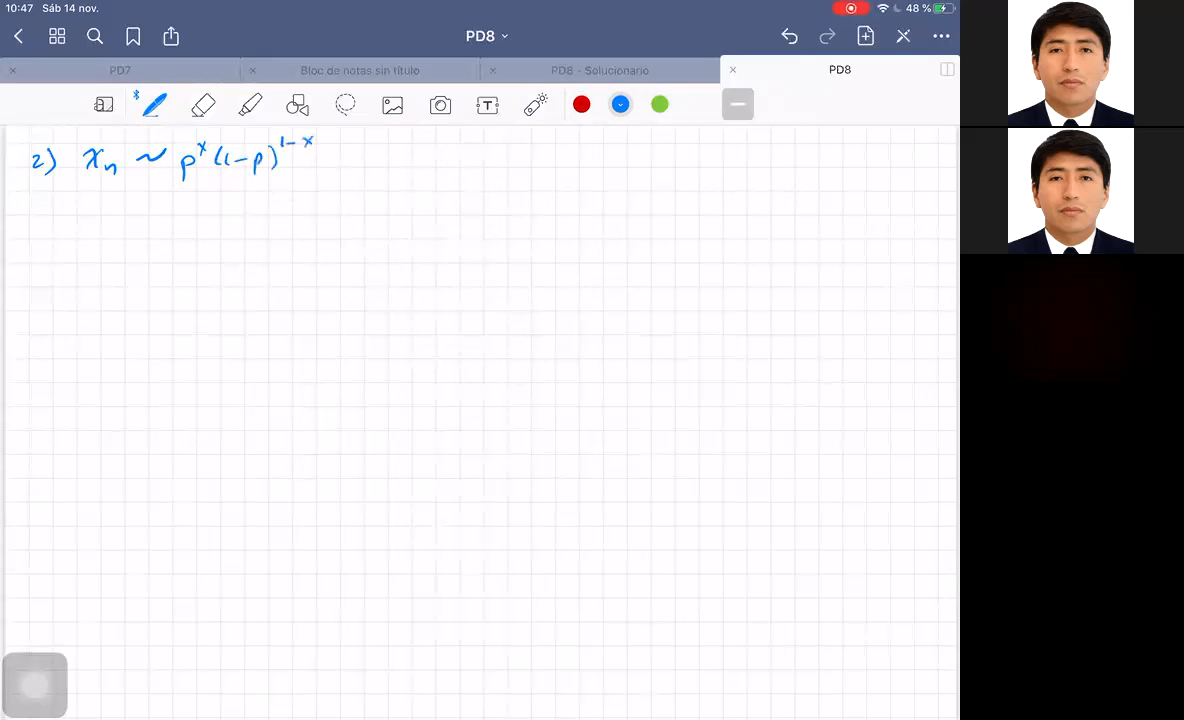 10:47 Sáb 14 nov. 48 %
PD8
PD7 Bloc de notas sin título PD8 - Solucionario PD8
T
2) Xₙ ~ pˣ(1-p)¹⁻ˣ